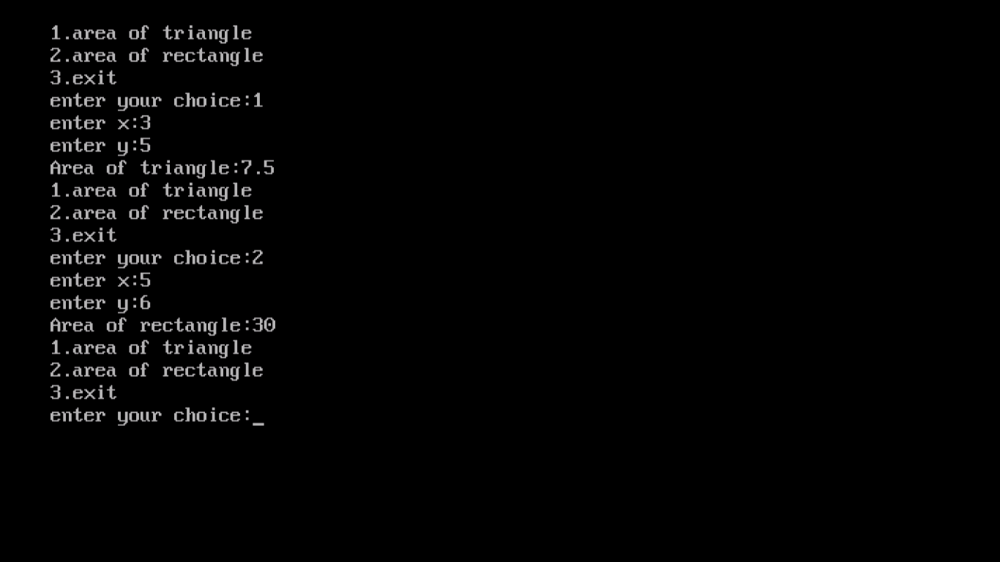 1.area of triangle
2.area of rectangle
3.exit
enter your choice:1
enter x:3
enter y:5
Area of triangle:7.5
1.area of triangle
2.area of rectangle
3.exit
enter your choice:2
enter x:5
enter y:6
Area of rectangle:30
1.area of triangle
2.area of rectangle
3.exit
enter your choice:_